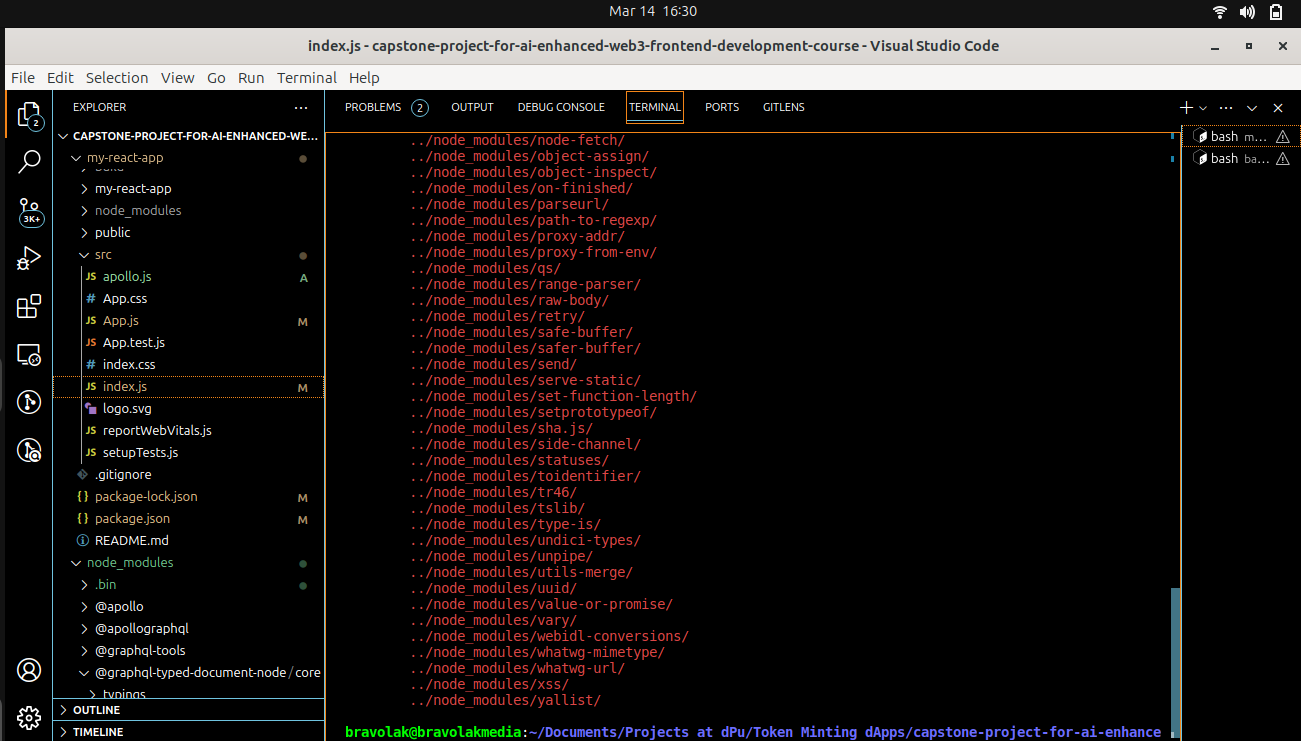 Mar 14 16:30
index.js - capstone-project-for-ai-enhanced-web3-frontend-development-course - Visual Studio Code
File Edit Selection View Go Run Terminal Help
EXPLORER
CAPSTONE-PROJECT-FOR-AI-ENHANCED-WE...
my-react-app
build
my-react-app
node_modules
public
src
JS apollo.js A
# App.css
JS App.js M
JS App.test.js
# index.css
JS index.js M
logo.svg
JS reportWebVitals.js
JS setupTests.js
.gitignore
{} package-lock.json M
{} package.json M
README.md
node_modules
.bin
@apollo
@apollographql
@graphql-tools
@graphql-typed-document-node / core
typings
OUTLINE
TIMELINE
2
3K+
PROBLEMS 2 OUTPUT DEBUG CONSOLE TERMINAL PORTS GITLENS
../node_modules/node-fetch/
../node_modules/object-assign/
../node_modules/object-inspect/
../node_modules/on-finished/
../node_modules/parseurl/
../node_modules/path-to-regexp/
../node_modules/proxy-addr/
../node_modules/proxy-from-env/
../node_modules/qs/
../node_modules/range-parser/
../node_modules/raw-body/
../node_modules/retry/
../node_modules/safe-buffer/
../node_modules/safer-buffer/
../node_modules/send/
../node_modules/serve-static/
../node_modules/set-function-length/
../node_modules/setprototypeof/
../node_modules/sha.js/
../node_modules/side-channel/
../node_modules/statuses/
../node_modules/toidentifier/
../node_modules/tr46/
../node_modules/tslib/
../node_modules/type-is/
../node_modules/undici-types/
../node_modules/unpipe/
../node_modules/utils-merge/
../node_modules/uuid/
../node_modules/value-or-promise/
../node_modules/vary/
../node_modules/webidl-conversions/
../node_modules/whatwg-mimetype/
../node_modules/whatwg-url/
../node_modules/xss/
../node_modules/yallist/
bravolak@bravolakmedia:~/Documents/Projects at dPu/Token Minting dApps/capstone-project-for-ai-enhance
bash m...
bash ba...